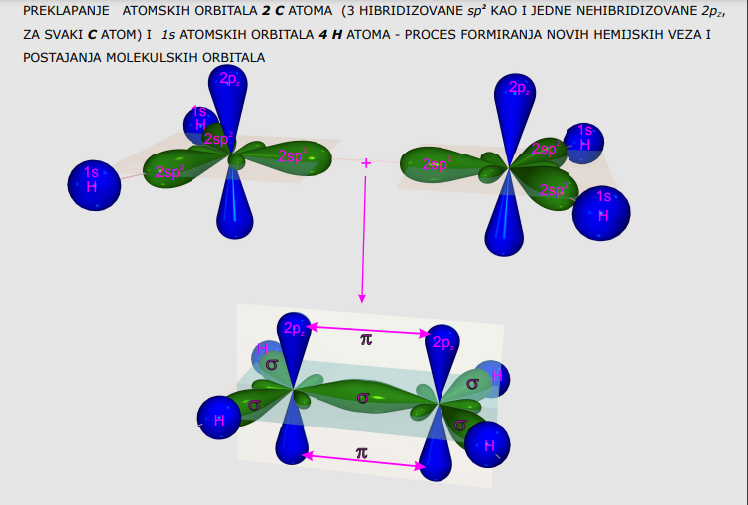 PREKLAPANJE ATOMSKIH ORBITALA 2 C ATOMA (3 HIBRIDIZOVANE sp² KAO I JEDNE NEHIBRIDIZOVANE 2pz,
ZA SVAKI C ATOM) I 1s ATOMSKIH ORBITALA 4 H ATOMA - PROCES FORMIRANJA NOVIH HEMIJSKIH VEZA I
POSTAJANJA MOLEKULSKIH ORBITALA
2pz
2pz
1s
H
1s
H
2sp²
2sp²
2sp²
1s
H
+
2sp²
2sp²
2sp²
1s
H
2pz
π
2pz
H
σ
H
σ
σ
σ
H
σ
H
π